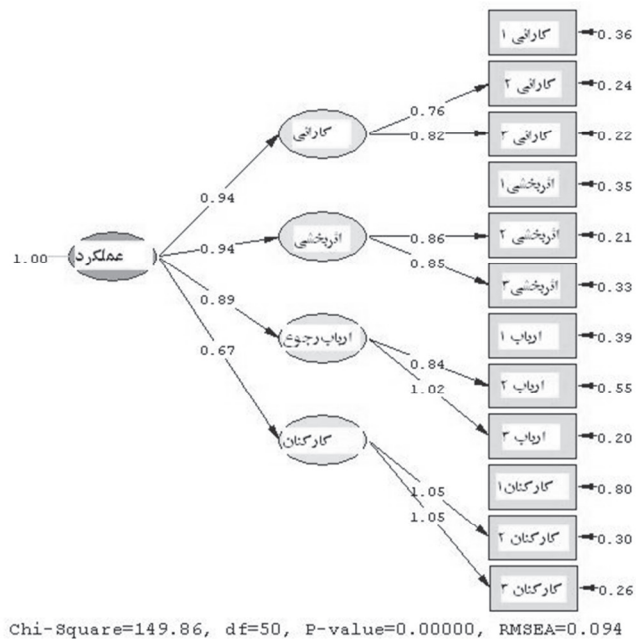 کارائی ۱
0.36
کارائی ۲
0.24
0.76
کارائی
0.82
کارائی ۳
0.22
اثربخشی ۱
0.35
0.94
اثربخشی ۲
0.21
0.86
اثربخشی
0.94
0.85
1.00
عملکرد
اثربخشی ۳
0.33
0.89
ارباب ۱
0.39
ارباب رجوع
0.67
0.84
ارباب ۲
0.55
1.02
ارباب ۳
0.20
کارکنان
کارکنان ۱
0.80
1.05
1.05
کارکنان ۲
0.30
کارکنان ۳
0.26
Chi-Square=149.86, df=50, P-value=0.00000, RMSEA=0.094